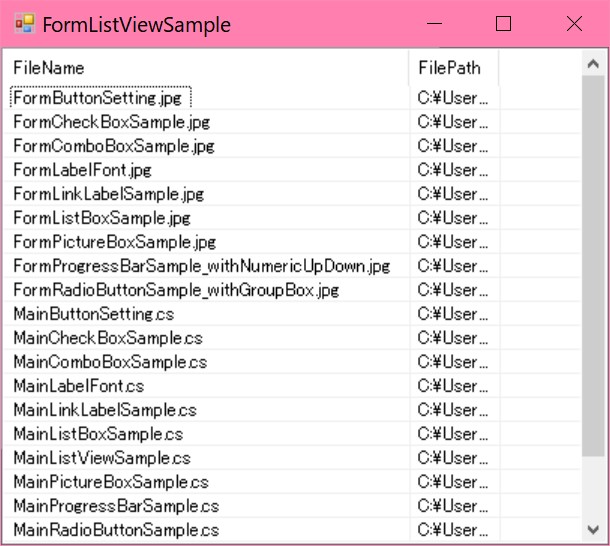 FormListViewSample
FileName FilePath
FormButtonSetting.jpg C:¥User...
FormCheckBoxSample.jpg C:¥User...
FormComboBoxSample.jpg C:¥User...
FormLabelFont.jpg C:¥User...
FormLinkLabelSample.jpg C:¥User...
FormListBoxSample.jpg C:¥User...
FormPictureBoxSample.jpg C:¥User...
FormProgressBarSample_withNumericUpDown.jpg C:¥User...
FormRadioButtonSample_withGroupBox.jpg C:¥User...
MainButtonSetting.cs C:¥User...
MainCheckBoxSample.cs C:¥User...
MainComboBoxSample.cs C:¥User...
MainLabelFont.cs C:¥User...
MainLinkLabelSample.cs C:¥User...
MainListBoxSample.cs C:¥User...
MainListViewSample.cs C:¥User...
MainPictureBoxSample.cs C:¥User...
MainProgressBarSample.cs C:¥User...
MainRadioButtonSample.cs C:¥User...